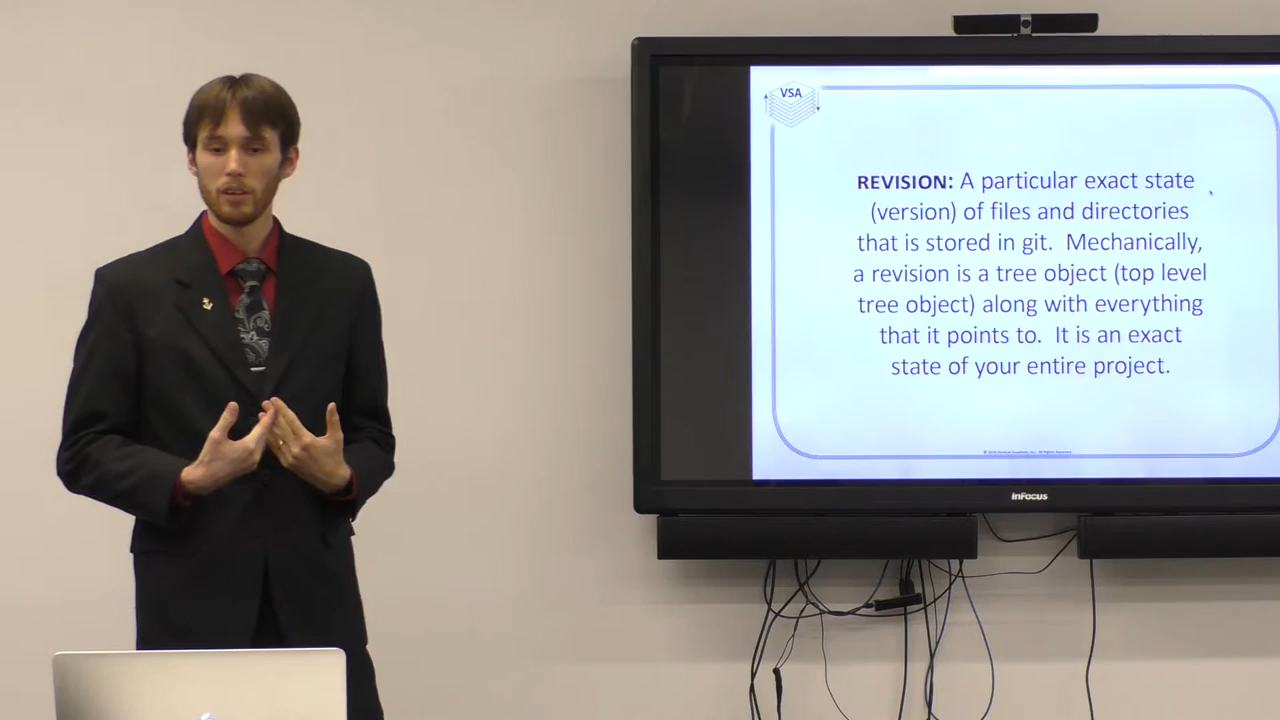 VSA
REVISION: A particular exact state
(version) of files and directories
that is stored in git. Mechanically,
a revision is a tree object (top level
tree object) along with everything
that it points to. It is an exact
state of your entire project.
InFocus